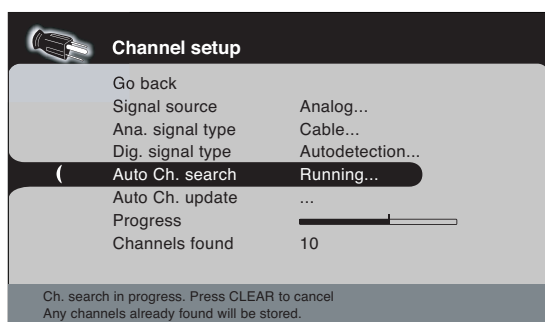 Channel setup
Go back
Signal source Analog...
Ana. signal type Cable...
Dig. signal type Autodetection...
Auto Ch. search Running...
Auto Ch. update ...
Progress
Channels found 10
Ch. search in progress. Press CLEAR to cancel
Any channels already found will be stored.